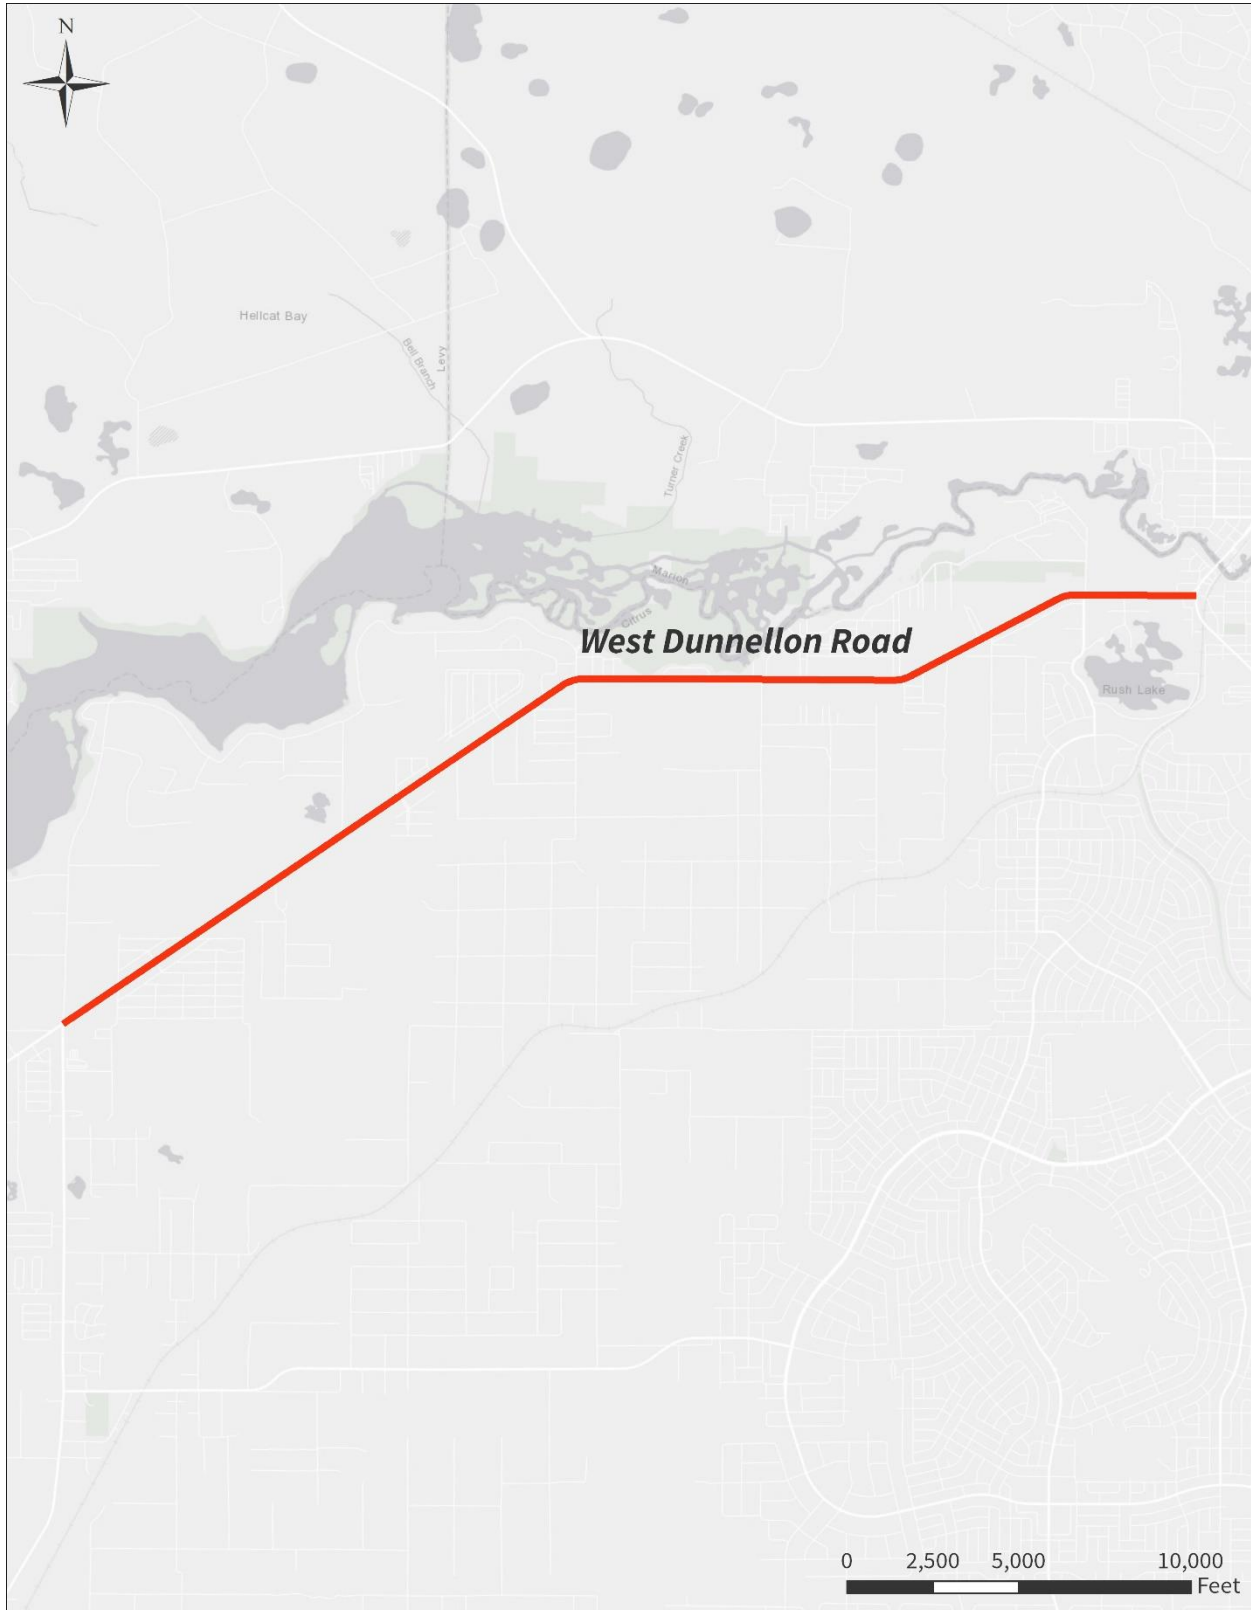 N
Hellcat Bay
Bell Branch
Levy
Turner Creek
Marion
Citrus
West Dunnellon Road
Rush Lake
0 2,500 5,000 10,000
Feet